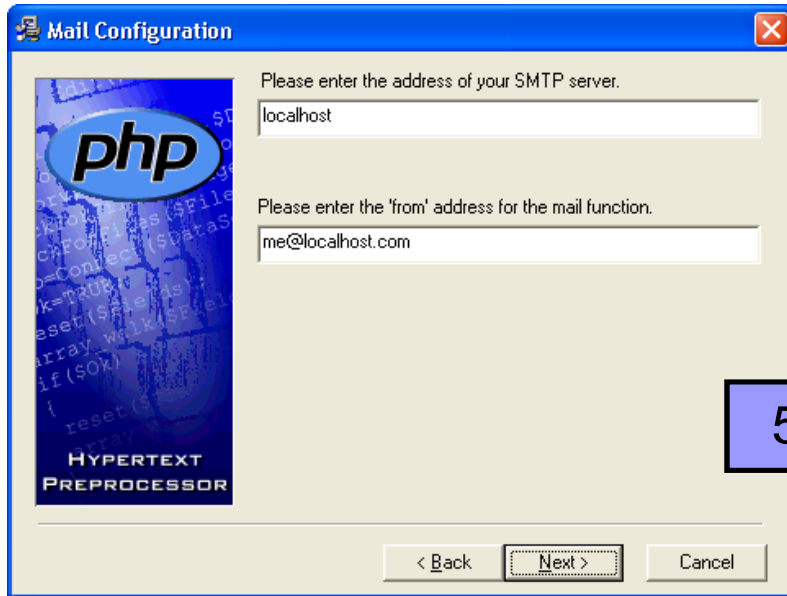 Mail Configuration
Please enter the address of your SMTP server.
localhost
Please enter the 'from' address for the mail function.
me@localhost.com
php
HYPERTEXT
PREPROCESSOR
5
< Back
Next >
Cancel